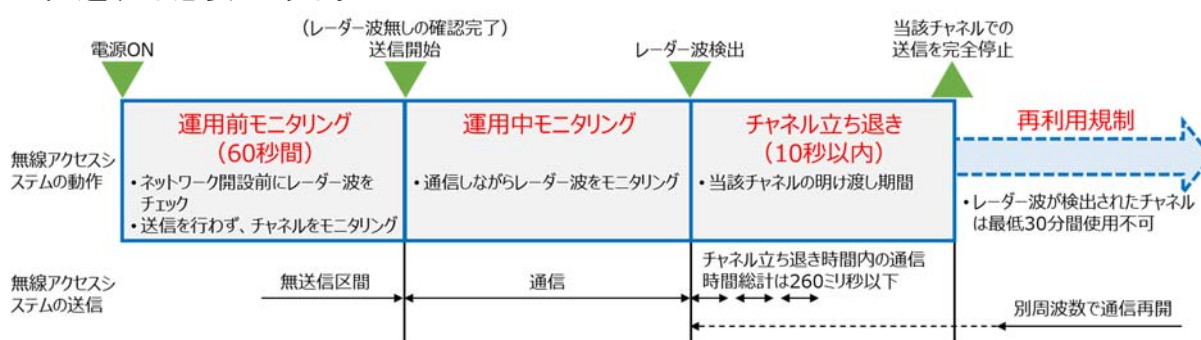 (レーダー波無しの確認完了)
電源ON
送信開始
レーダー波検出
当該チャネルでの
送信を完全停止
無線アクセスシ
ステムの動作
運用前モニタリング
(60秒間)
•ネットワーク開設前にレーダー波を
チェック
•送信を行わず、チャネルをモニタリング
運用中モニタリング
•通信しながらレーダー波をモニタリング
チャネル立ち退き
(10秒以内)
•当該チャネルの明け渡し期間
再利用規制
•レーダー波が検出されたチャネル
は最低30分間使用不可
無線アクセスシ
ステムの送信
無送信区間
通信
チャネル立ち退き時間内の通信
時間総計は260ミリ秒以下
別周波数で通信再開